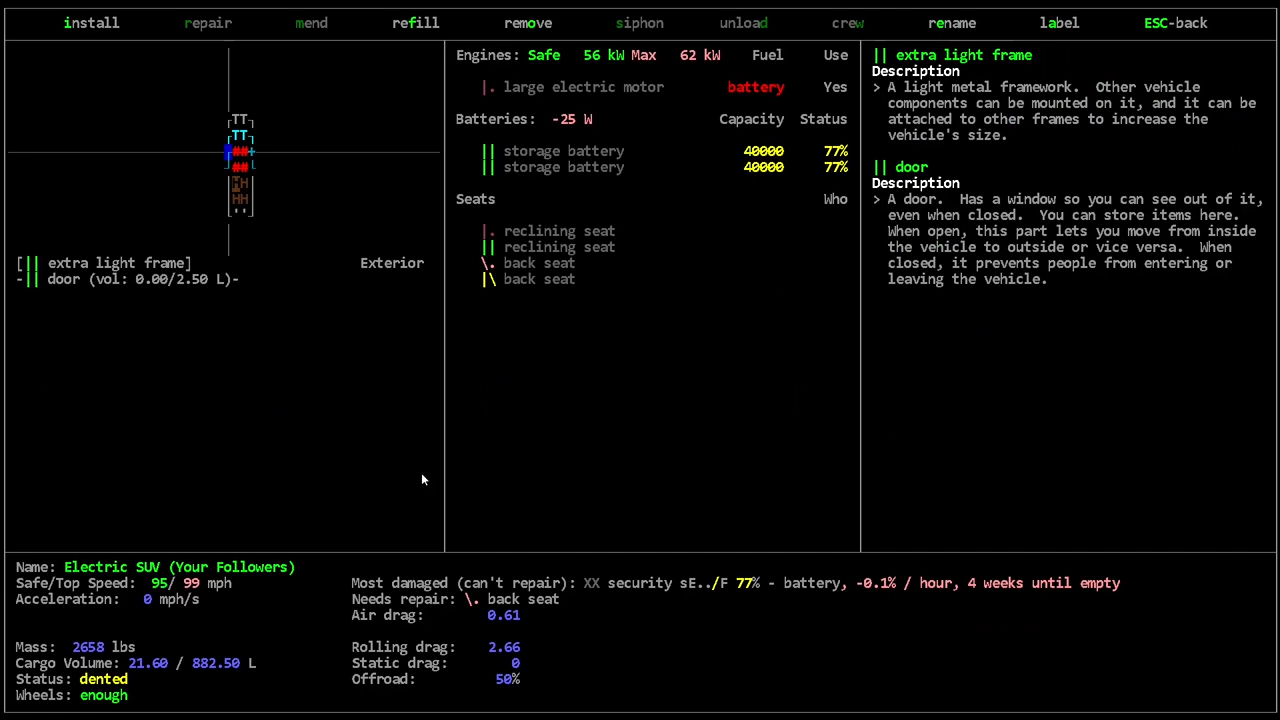 install repair mend refill remove siphon unload crew rename label ESC-back
TT
TT
##
##
HH
[|| extra light frame] Exterior
-|| door (vol: 0.00/2.50 L)-
Engines: Safe 56 kW Max 62 kW Fuel Use
|. large electric motor battery Yes
Batteries: -25 W Capacity Status
|| storage battery 40000 77%
|| storage battery 40000 77%
Seats Who
|. reclining seat
|| reclining seat
\. back seat
|\ back seat
|| extra light frame
Description
> A light metal framework. Other vehicle
components can be mounted on it, and it can be
attached to other frames to increase the
vehicle's size.
|| door
Description
> A door. Has a window so you can see out of it,
even when closed. You can store items here.
When open, this part lets you move from inside
the vehicle to outside or vice versa. When
closed, it prevents people from entering or
leaving the vehicle.
Name: Electric SUV (Your Followers)
Safe/Top Speed: 95/ 99 mph
Acceleration: 0 mph/s
Mass: 2658 lbs
Cargo Volume: 21.60 / 882.50 L
Status: dented
Wheels: enough
Most damaged (can't repair): XX security sE../F 77% - battery, -0.1% / hour, 4 weeks until empty
Needs repair: \. back seat
Air drag: 0.61
Rolling drag: 2.66
Static drag: 0
Offroad: 50%